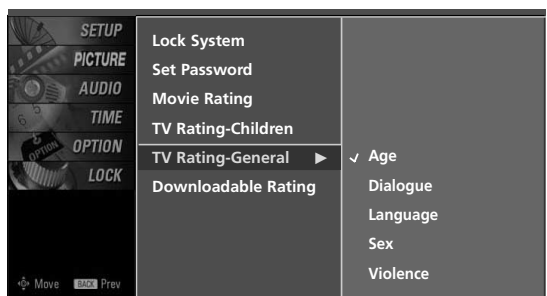 SETUP
PICTURE
AUDIO
TIME
OPTION
LOCK
Move BACK Prev
Lock System
Set Password
Movie Rating
TV Rating-Children
TV Rating-General ▶
Downloadable Rating
✓ Age
Dialogue
Language
Sex
Violence